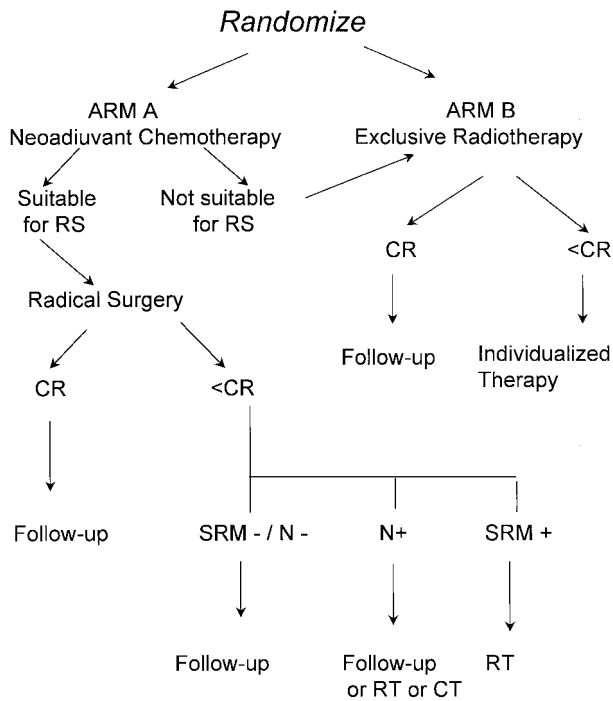 Randomize
ARM A
Neoadiuvant Chemotherapy
ARM B
Exclusive Radiotherapy
Suitable
for RS
Not suitable
for RS
CR
<CR
Radical Surgery
Follow-up
Individualized
Therapy
CR
<CR
Follow-up
SRM - / N -
N+
SRM +
Follow-up
Follow-up
or RT or CT
RT